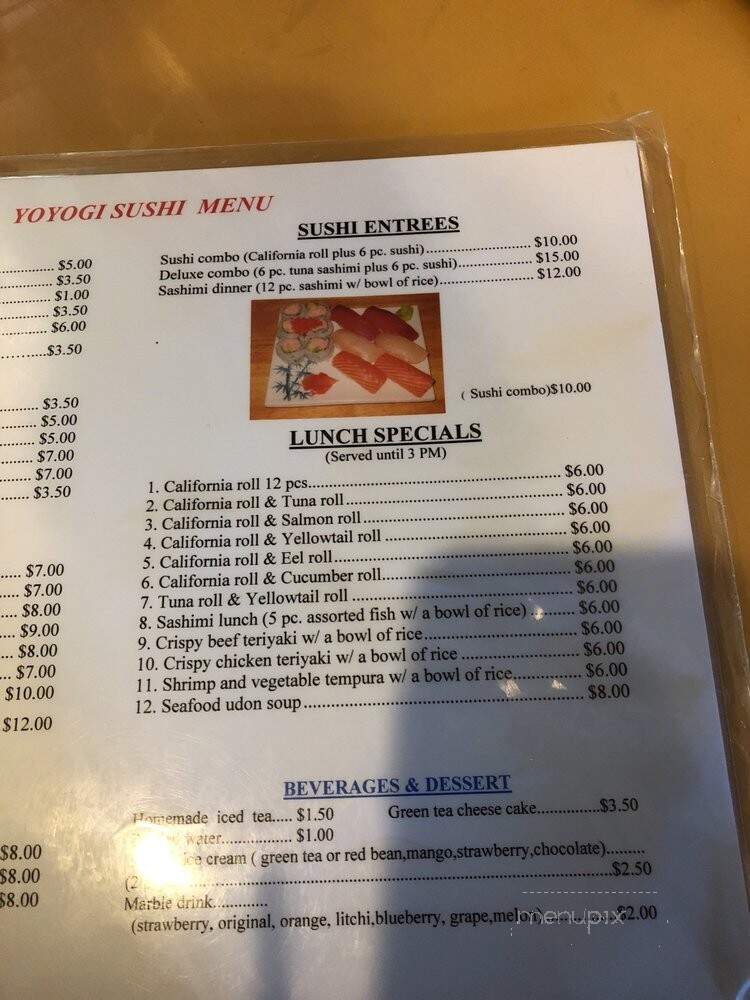 YOYOGI SUSHI MENU
$5.00
$3.50
$1.00
$3.50
$6.00
$3.50
$3.50
$5.00
$5.00
$7.00
$7.00
$3.50
$7.00
$7.00
$8.00
$9.00
$8.00
$7.00
$10.00
$12.00
$8.00
$8.00
$8.00
SUSHI ENTREES
Sushi combo (California roll plus 6 pc. sushi)........................... $10.00
Deluxe combo (6 pc. tuna sashimi plus 6 pc. sushi)................... $15.00
Sashimi dinner (12 pc. sashimi w/ bowl of rice)........................ $12.00
( Sushi combo)$10.00
LUNCH SPECIALS
(Served until 3 PM)
1. California roll 12 pcs............................................................ $6.00
2. California roll & Tuna roll.................................................... $6.00
3. California roll & Salmon roll................................................ $6.00
4. California roll & Yellowtail roll ........................................... $6.00
5. California roll & Eel roll....................................................... $6.00
6. California roll & Cucumber roll............................................ $6.00
7. Tuna roll & Yellowtail roll ................................................... $6.00
8. Sashimi lunch (5 pc. assorted fish w/ a bowl of rice) .......... $6.00
9. Crispy beef teriyaki w/ a bowl of rice................................... $6.00
10. Crispy chicken teriyaki w/ a bowl of rice ........................... $6.00
11. Shrimp and vegetable tempura w/ a bowl of rice................ $6.00
12. Seafood udon soup.............................................................. $8.00
BEVERAGES & DESSERT
Homemade iced tea..... $1.50 Green tea cheese cake..............$3.50
water................. $1.00
ice cream ( green tea or red bean,mango,strawberry,chocolate).........
(2 ...............$2.50
Marble drink............
(strawberry, original, orange, litchi,blueberry, grape,melon)..................$2.00
menupix